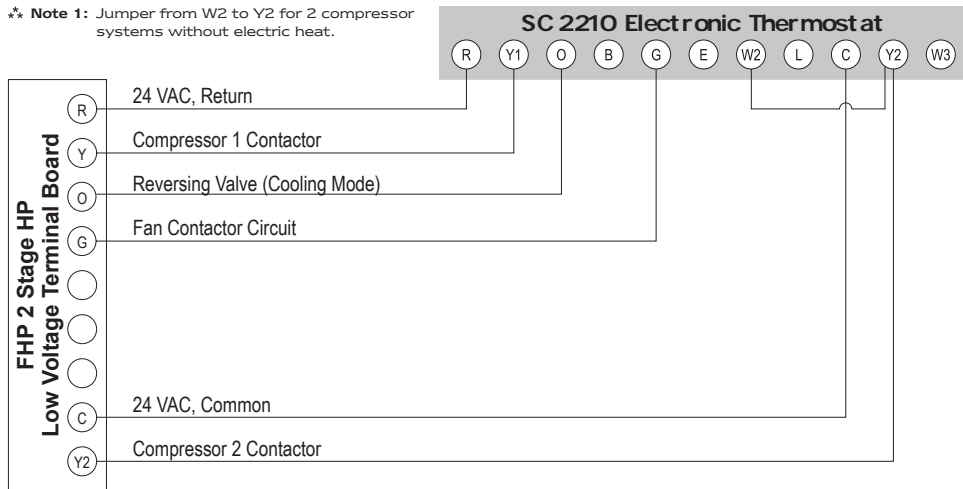 ⁂ Note 1: Jumper from W2 to Y2 for 2 compressor
systems without electric heat.
SC 2210 Electronic Thermostat
R Y1 O B G E W2 L C Y2 W3
FHP 2 Stage HP
Low Voltage Terminal Board
R 24 VAC, Return
Y Compressor 1 Contactor
O Reversing Valve (Cooling Mode)
G Fan Contactor Circuit
C 24 VAC, Common
Y2 Compressor 2 Contactor